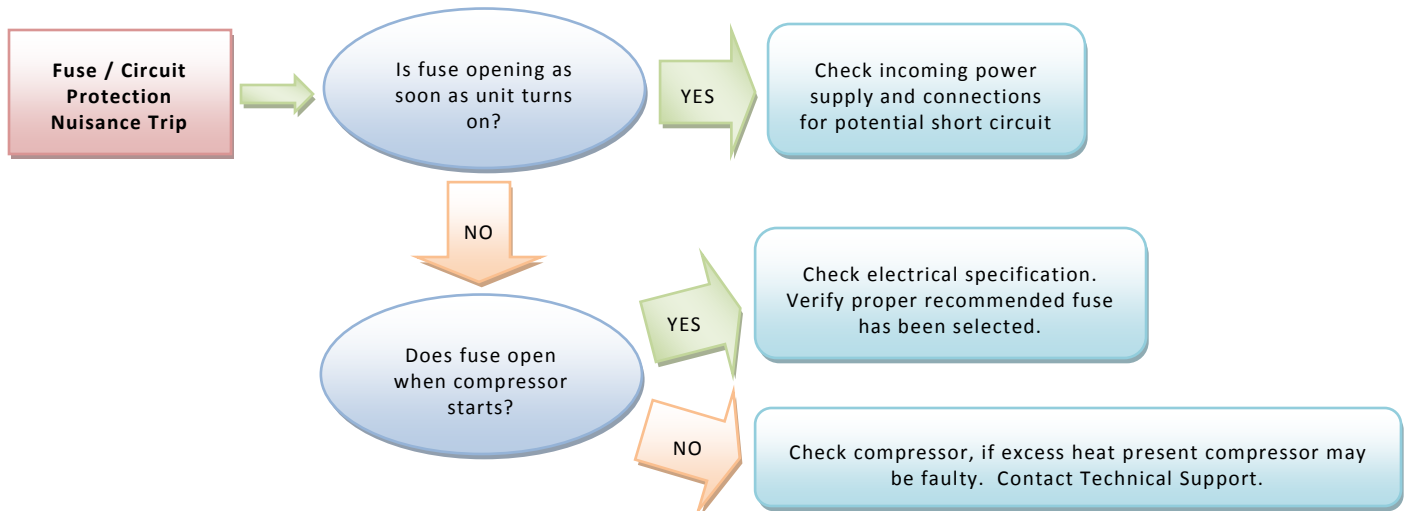 Fuse / Circuit
Protection
Nuisance Trip
Is fuse opening as
soon as unit turns
on?
YES
Check incoming power
supply and connections
for potential short circuit
NO
Does fuse open
when compressor
starts?
YES
Check electrical specification.
Verify proper recommended fuse
has been selected.
NO
Check compressor, if excess heat present compressor may
be faulty. Contact Technical Support.